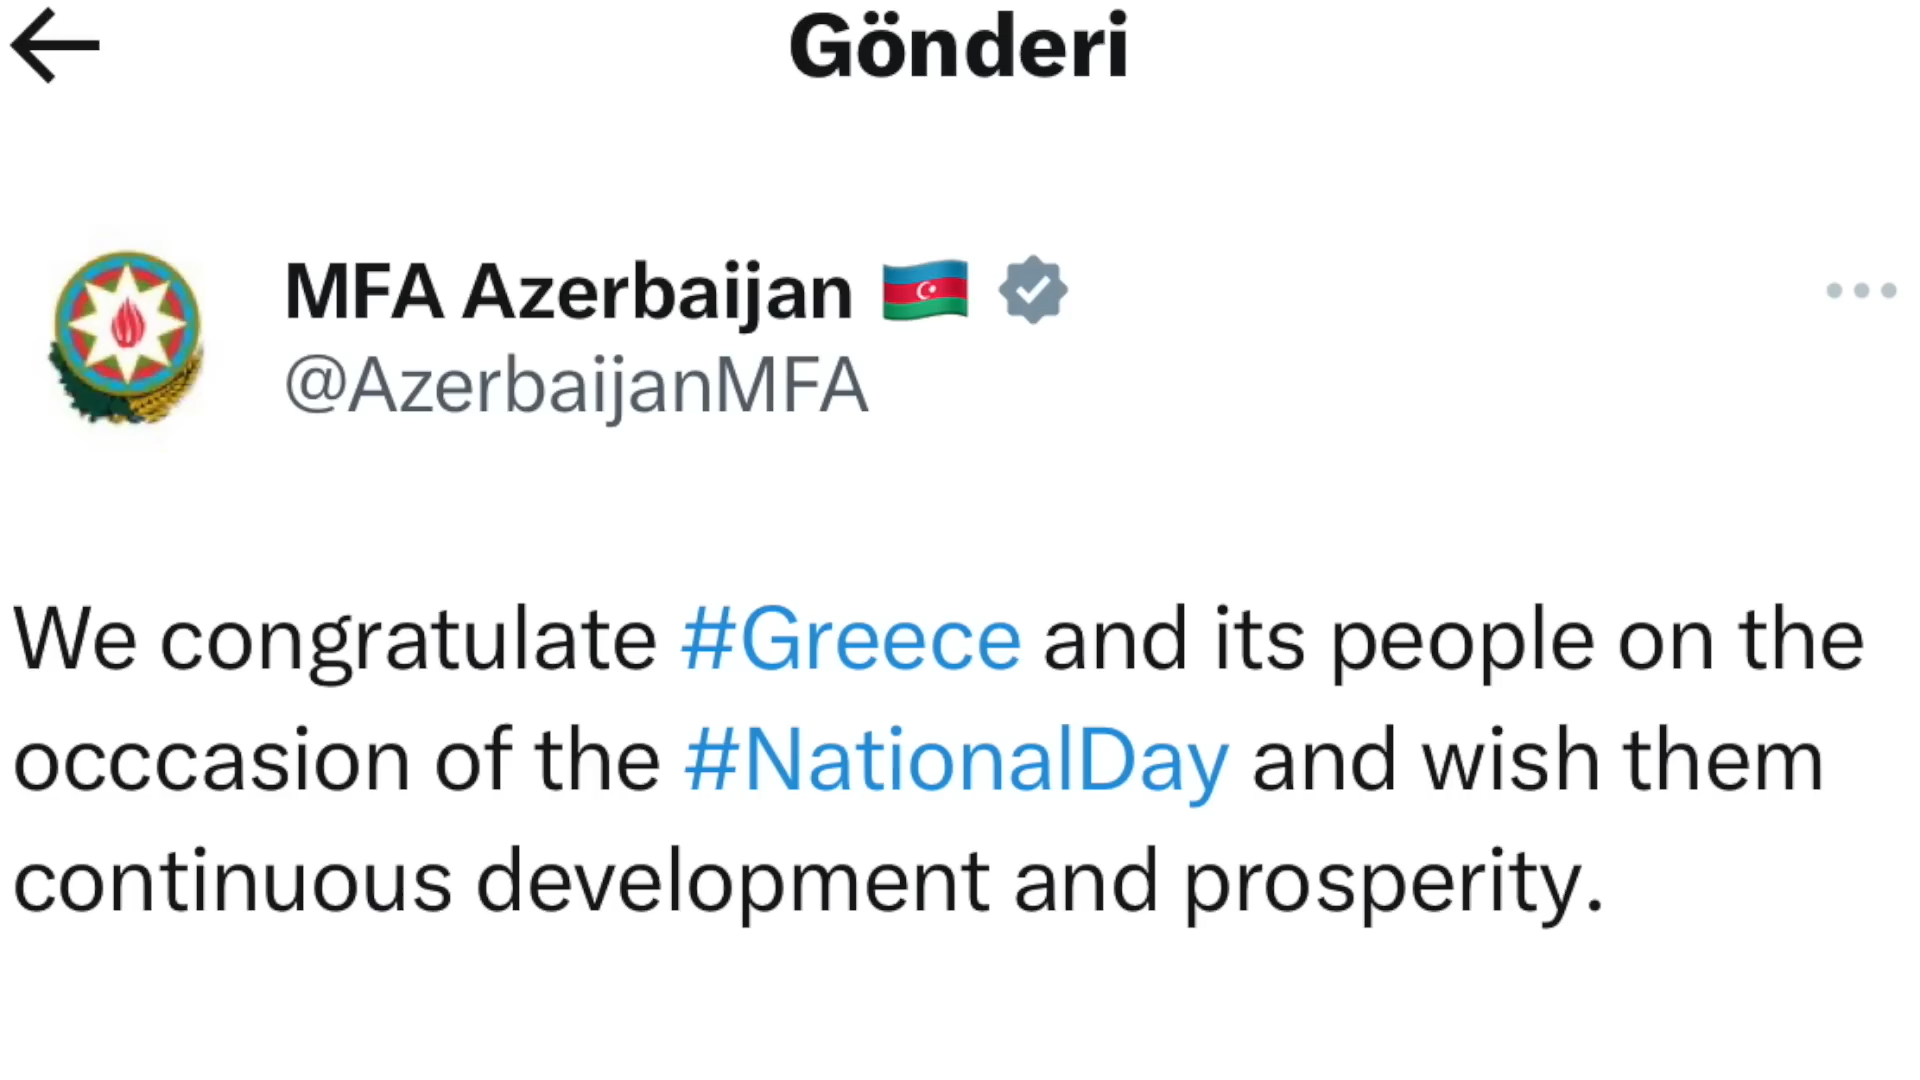 Gönderi
MFA Azerbaijan 🇦🇿
@AzerbaijanMFA
We congratulate #Greece and its people on the
occcasion of the #NationalDay and wish them
continuous development and prosperity.